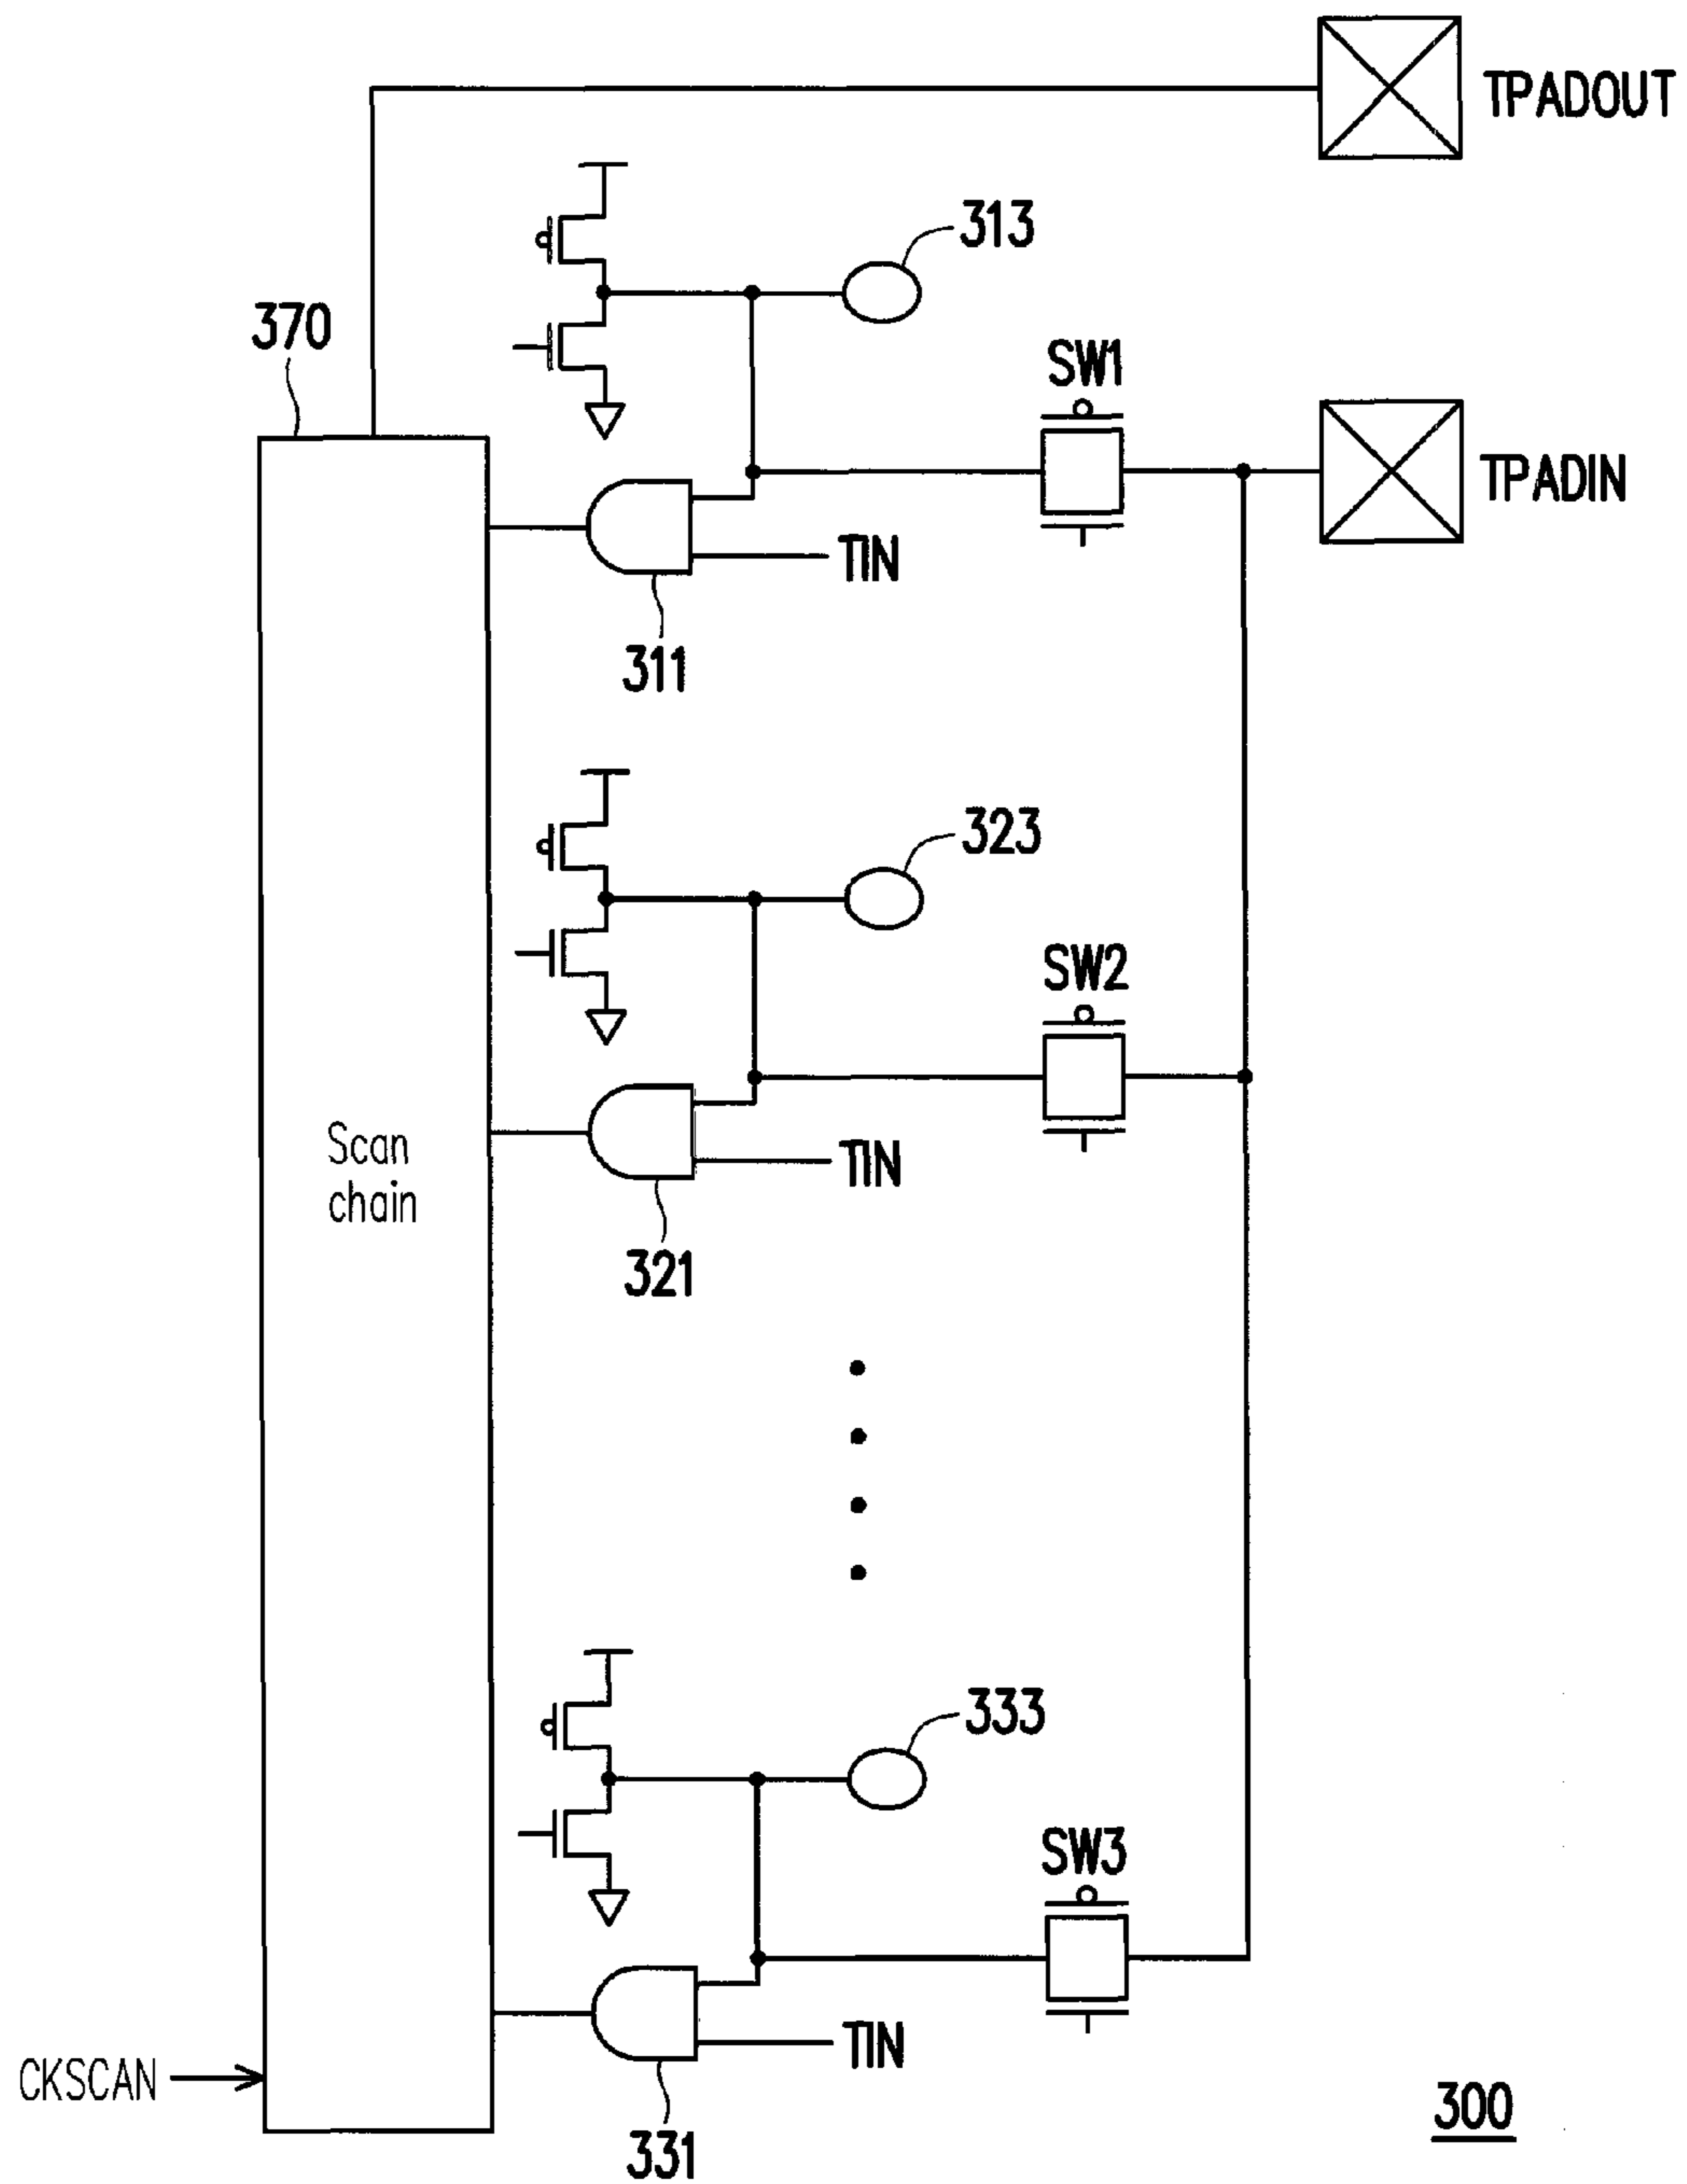 TPADOUT
313
370
SW1
TPADIN
TIN
311
323
SW2
Scan
chain
TIN
321
333
SW3
TIN
CKSCAN
331
300